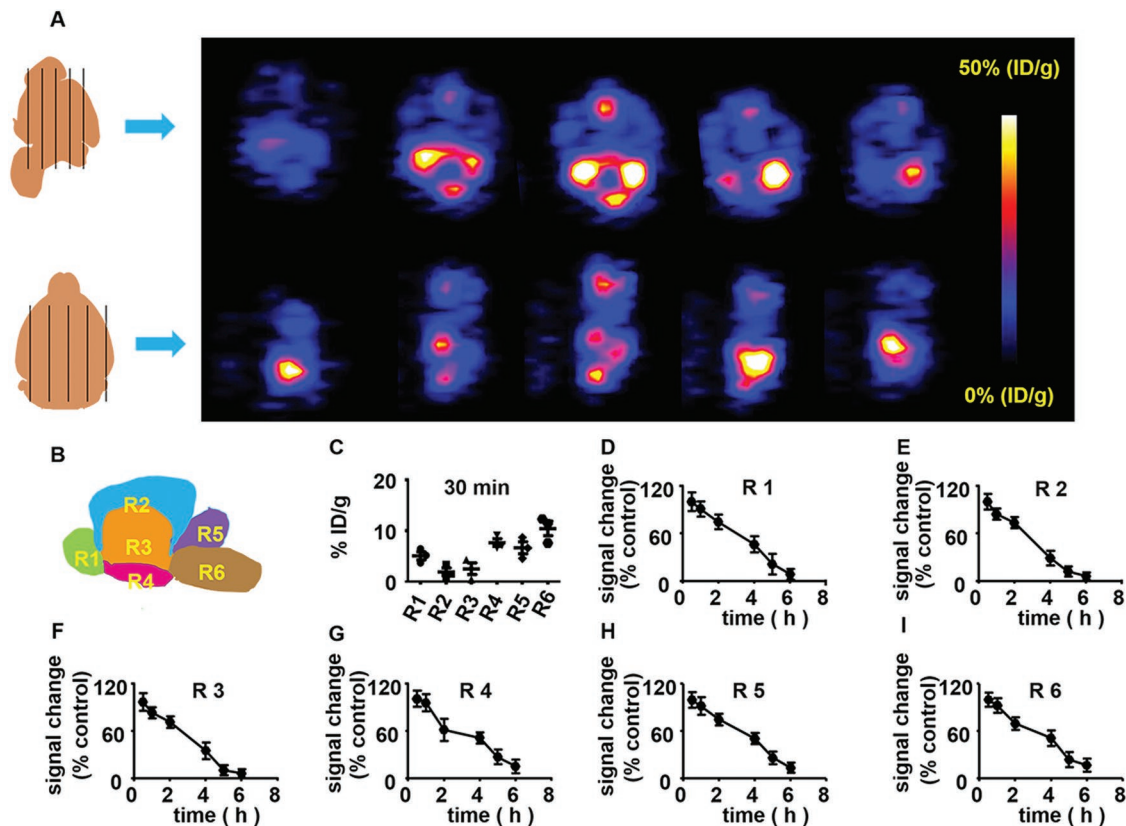 A
50% (ID/g)
0% (ID/g)
B
R2
R5
R1
R3
R6
R4
C
30 min
% ID/g
20
10
0
R1
R2
R3
R4
R5
R6
D
R 1
signal change
(% control)
120
60
0
0 2 4 6 8
time ( h )
E
R 2
signal change
(% control)
120
60
0
0 2 4 6 8
time ( h )
F
R 3
signal change
(% control)
120
60
0
0 2 4 6 8
time ( h )
G
R 4
signal change
(% control)
120
60
0
0 2 4 6 8
time ( h )
H
R 5
signal change
(% control)
120
60
0
0 2 4 6 8
time ( h )
I
R 6
signal change
(% control)
120
60
0
0 2 4 6 8
time ( h )